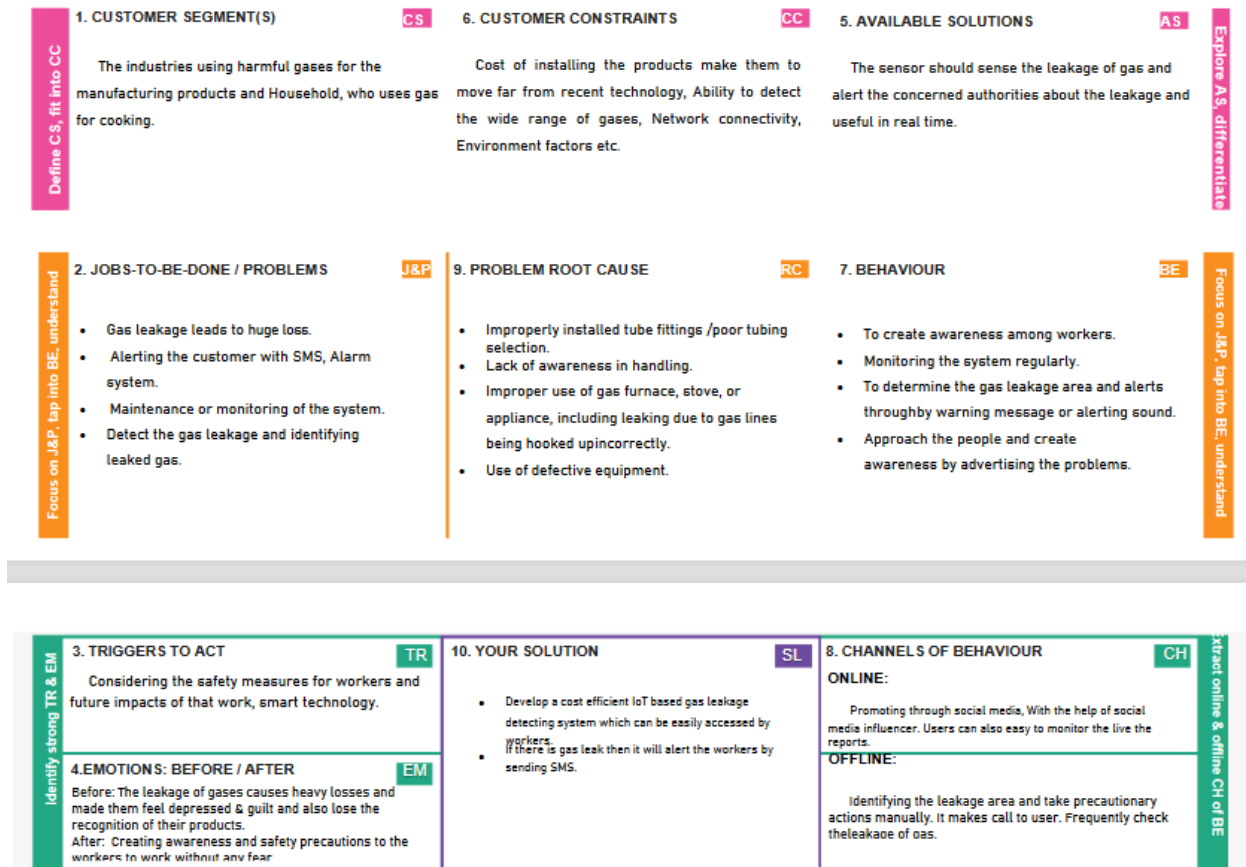 Define CS, fit into CC
1. CUSTOMER SEGMENT(S)
CS
The industries using harmful gases for the
manufacturing products and Household, who uses gas
for cooking.
6. CUSTOMER CONSTRAINTS
CC
Cost of installing the products make them to
move far from recent technology, Ability to detect
the wide range of gases, Network connectivity,
Environment factors etc.
5. AVAILABLE SOLUTIONS
AS
The sensor should sense the leakage of gas and
alert the concerned authorities about the leakage and
useful in real time.
Explore AS, differentiate
Focus on J&P, tap into BE, understand
2. JOBS-TO-BE-DONE / PROBLEMS
J&P
• Gas leakage leads to huge loss.
• Alerting the customer with SMS, Alarm
system.
• Maintenance or monitoring of the system.
• Detect the gas leakage and identifying
leaked gas.
9. PROBLEM ROOT CAUSE
RC
• Improperly installed tube fittings /poor tubing
selection.
• Lack of awareness in handling.
• Improper use of gas furnace, stove, or
appliance, including leaking due to gas lines
being hooked upincorrectly.
• Use of defective equipment.
7. BEHAVIOUR
BE
• To create awareness among workers.
• Monitoring the system regularly.
• To determine the gas leakage area and alerts
throughby warning message or alerting sound.
• Approach the people and create
awareness by advertising the problems.
Focus on J&P, tap into BE, understand
Identify strong TR & EM
3. TRIGGERS TO ACT
TR
Considering the safety measures for workers and
future impacts of that work, smart technology.
4.EMOTIONS: BEFORE / AFTER
EM
Before: The leakage of gases causes heavy losses and
made them feel depressed & guilt and also lose the
recognition of their products.
After: Creating awareness and safety precautions to the
workers to work without any fear
10. YOUR SOLUTION
SL
• Develop a cost efficient IoT based gas leakage
detecting system which can be easily accessed by
workers.
• If there is gas leak then it will alert the workers by
sending SMS.
8. CHANNELS OF BEHAVIOUR
CH
ONLINE:
Promoting through social media, With the help of social
media influencer. Users can also easy to monitor the live the
reports.
OFFLINE:
Identifying the leakage area and take precautionary
actions manually. It makes call to user. Frequently check
theleakage of gas.
xtract online & offline CH of BE